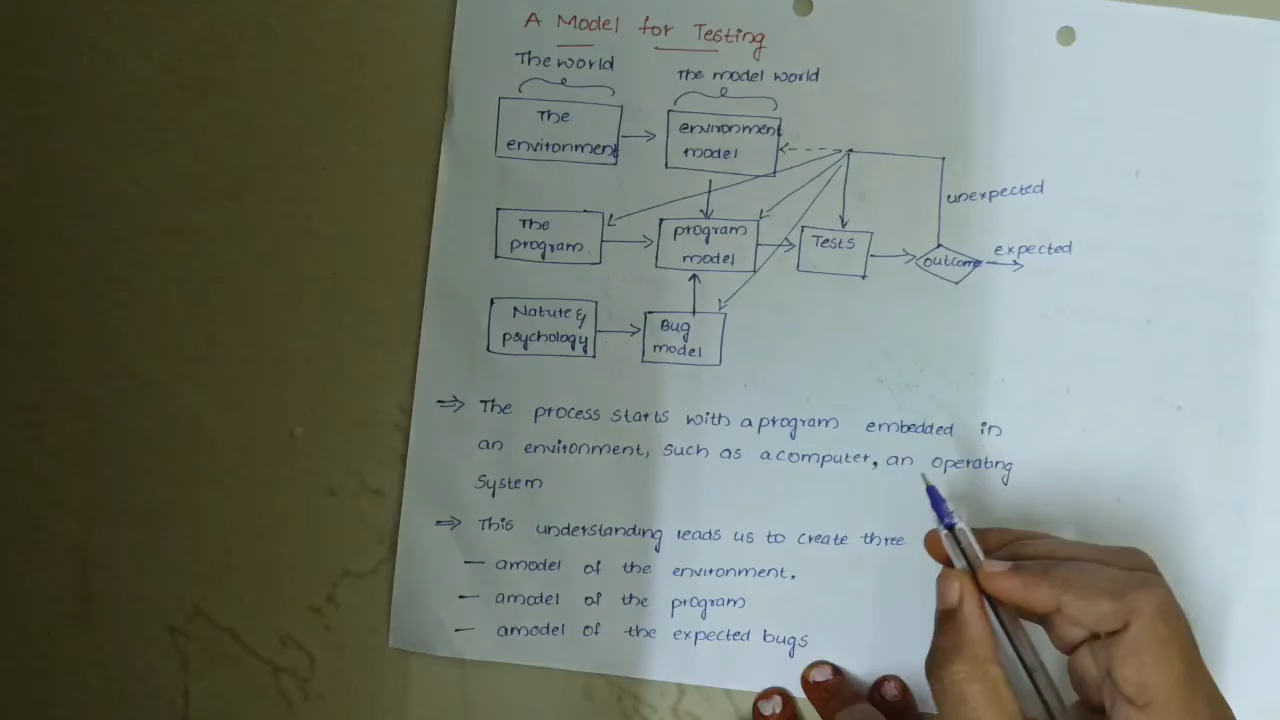 A Model for Testing
The world
The model world
The
environment
environment
model
unexpected
The
program
program
model
Tests
outcome
expected
Nature &
psychology
Bug
model
⇒ The process starts with a program embedded in
an environment, such as a computer, an operating
system
⇒ This understanding leads us to create three
— a model of the environment,
— a model of the program
— a model of the expected bugs